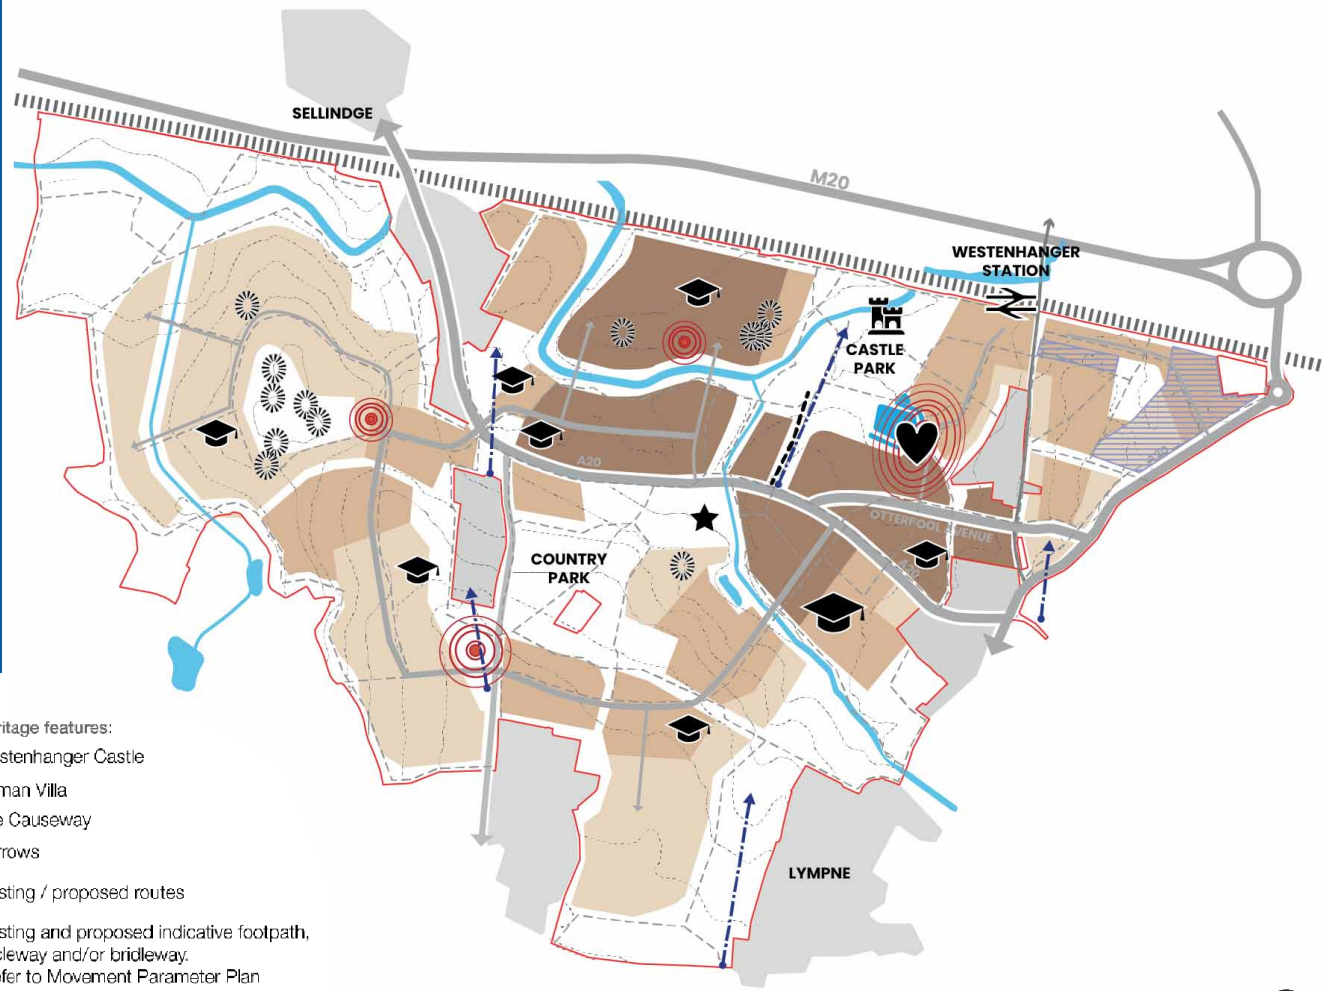 SELLINDGE
M20
WESTENHANGER
STATION
CASTLE
PARK
A20
OTTERPOOL AVENUE
COUNTRY
PARK
LYMPNE
ritage features:
stenhanger Castle
man Villa
e Causeway
rrows
sting / proposed routes
sting and proposed indicative footpath,
cleway and/or bridleway.
efer to Movement Parameter Plan